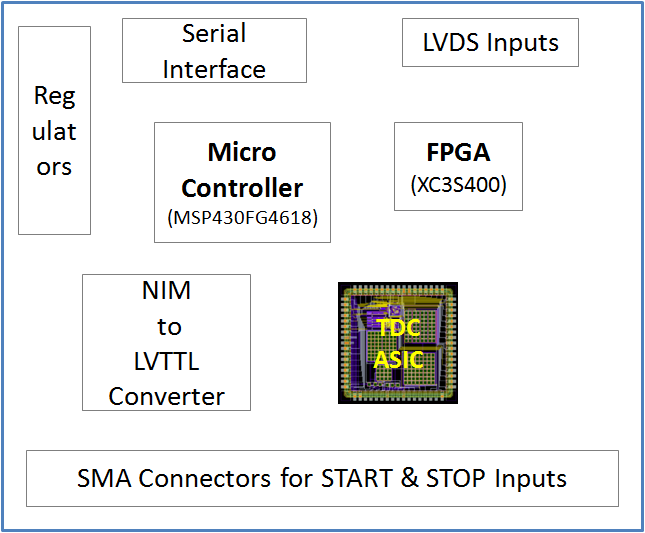 Serial
Interface
LVDS Inputs
Reg
ulat
ors
Micro
Controller
(MSP430FG4618)
FPGA
(XC3S400)
NIM
to
LVTTL
Converter
TDC
ASIC
SMA Connectors for START & STOP Inputs